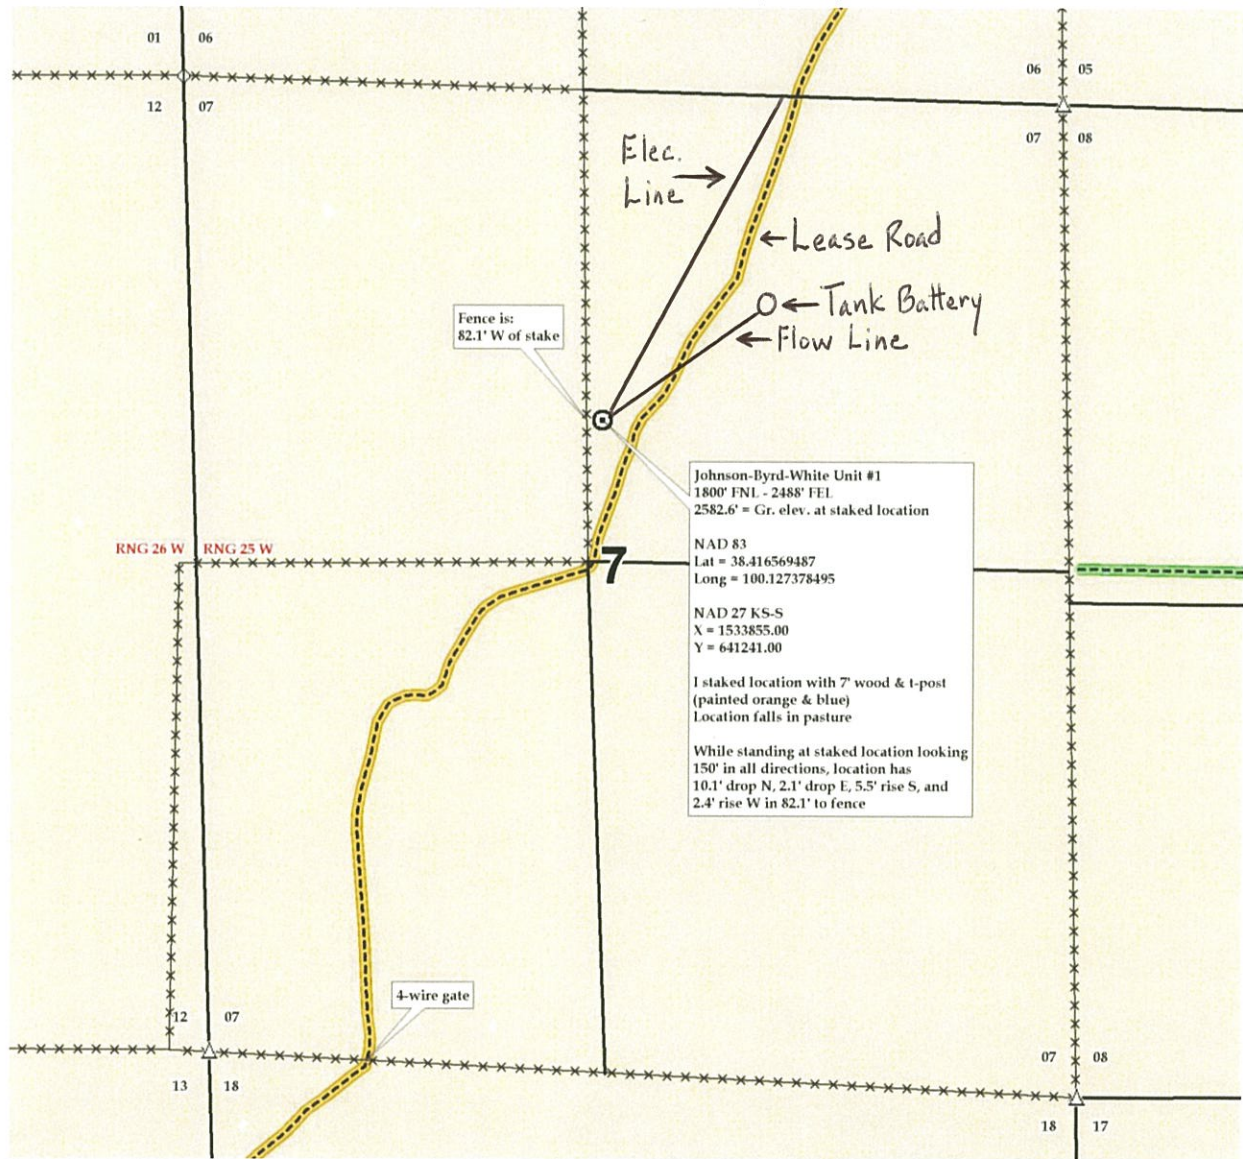 01 06
06 05
12 07
07 08
Elec.
Line
Lease Road
Tank Battery
Flow Line
Fence is:
82.1' W of stake
Johnson-Byrd-White Unit #1
1800' FNL - 2488' FEL
2582.6' = Gr. elev. at staked location
NAD 83
Lat = 38.416569487
Long = 100.127378495
NAD 27 KS-S
X = 1533855.00
Y = 641241.00
I staked location with 7' wood & t-post
(painted orange & blue)
Location falls in pasture
While standing at staked location looking
150' in all directions, location has
10.1' drop N, 2.1' drop E, 5.5' rise S, and
2.4' rise W in 82.1' to fence
RNG 26 W RNG 25 W
7
4-wire gate
12 07
07 08
13 18
18 17